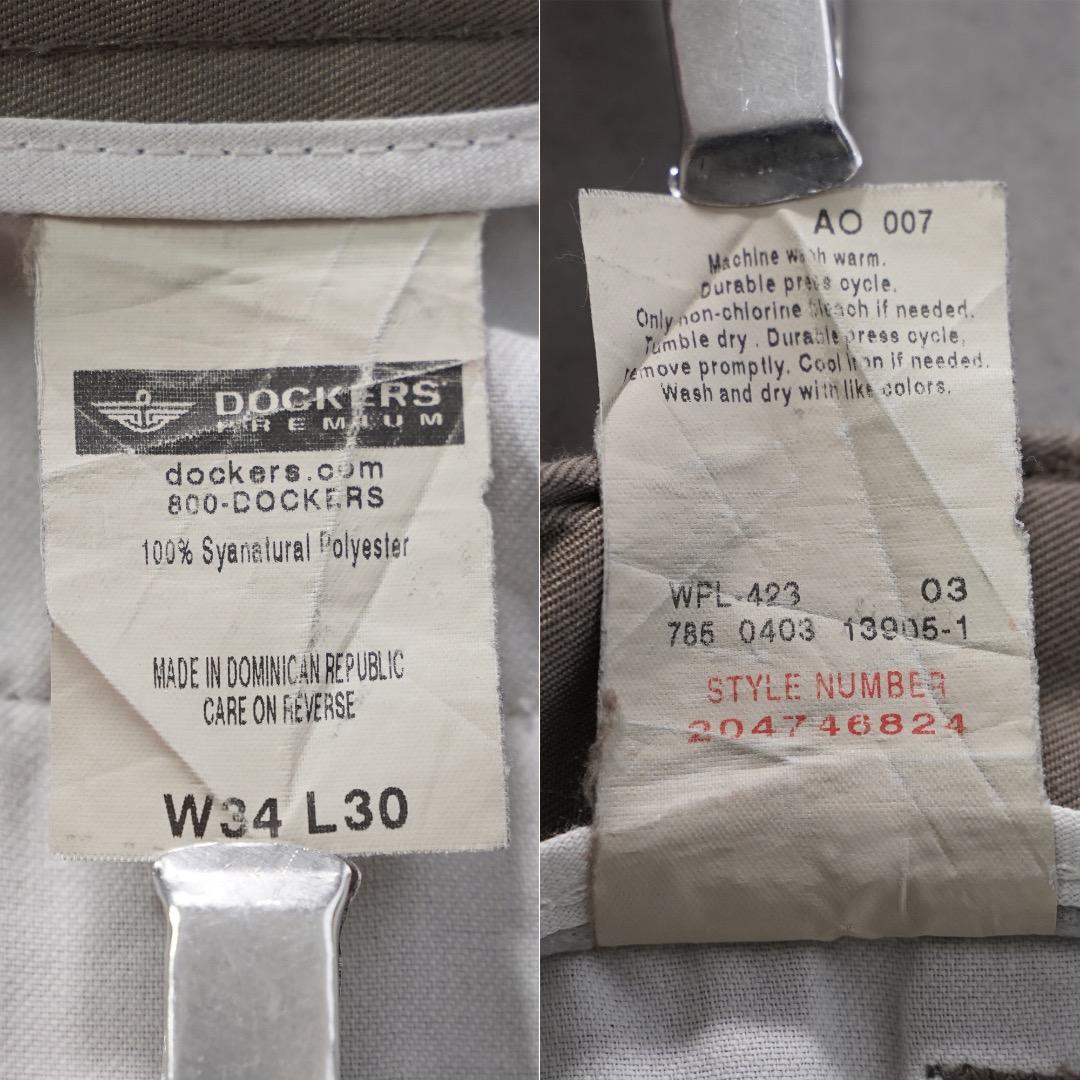 DOCKERS
PREMIUM
dockers.com
800-DOCKERS
100% Syanatural Polyester
MADE IN DOMINICAN REPUBLIC
CARE ON REVERSE
W34 L30
AO 007
Machine wash warm.
Durable press cycle.
Only non-chlorine bleach if needed.
Tumble dry . Durable press cycle,
remove promptly. Cool iron if needed.
Wash and dry with like colors.
WPL-423 03
785 0403 13905-1
STYLE NUMBER
204746824